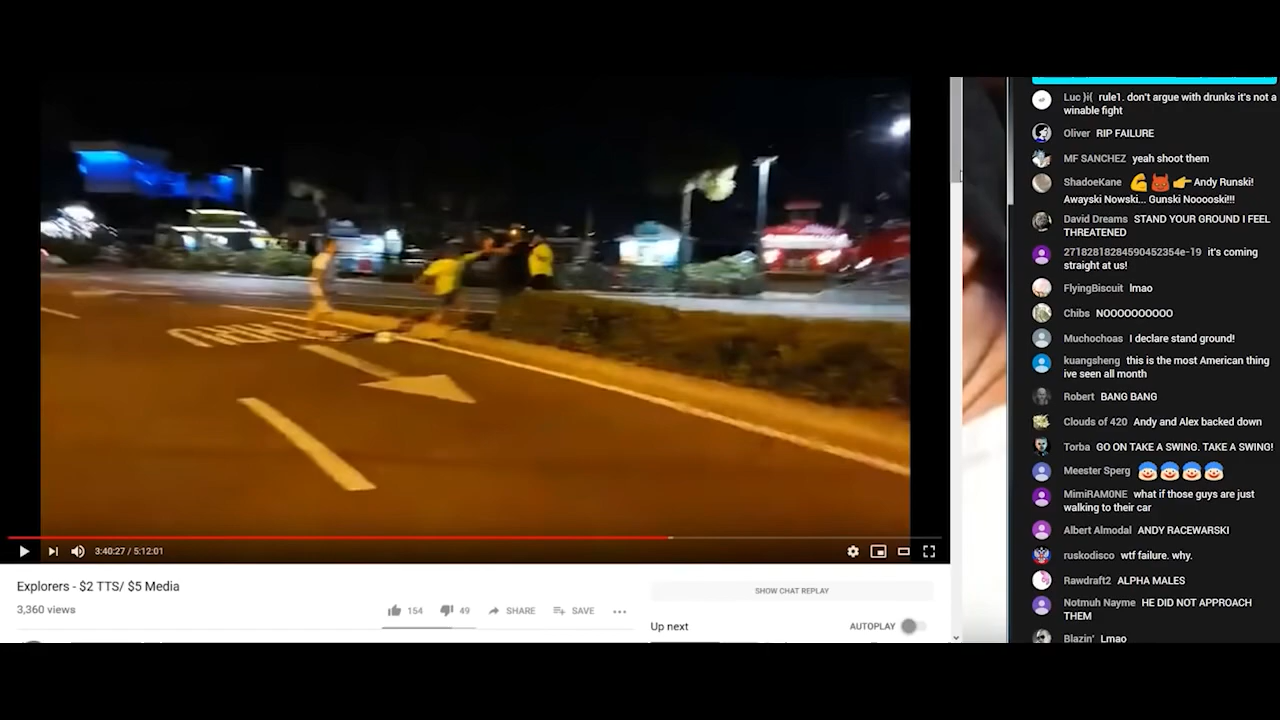 3:40:27 / 5:12:01
Explorers - $2 TTS/ $5 Media
3,360 views
154
49
SHARE
SAVE
SHOW CHAT REPLAY
Up next
AUTOPLAY
Luc }i{ rule1. don't argue with drunks it's not a
winable fight
Oliver RIP FAILURE
MF SANCHEZ yeah shoot them
ShadoeKane 💪👹👉 Andy Runski!
Awayski Nowski... Gunski Nooooski!!!
David Dreams STAND YOUR GROUND I FEEL
THREATENED
27182818284590452354e-19 it's coming
straight at us!
FlyingBiscuit lmao
Chibs NOOOOOOOOOO
Muchochoas I declare stand ground!
kuangsheng this is the most American thing
ive seen all month
Robert BANG BANG
Clouds of 420 Andy and Alex backed down
Torba GO ON TAKE A SWING. TAKE A SWING!
Meester Sperg 🤡🤡🤡🤡
MimiRAM0NE what if those guys are just
walking to their car
Albert Almodal ANDY RACEWARSKI
ruskodisco wtf failure. why.
Rawdraft2 ALPHA MALES
Notmuh Nayme HE DID NOT APPROACH
THEM
Blazin' Lmao